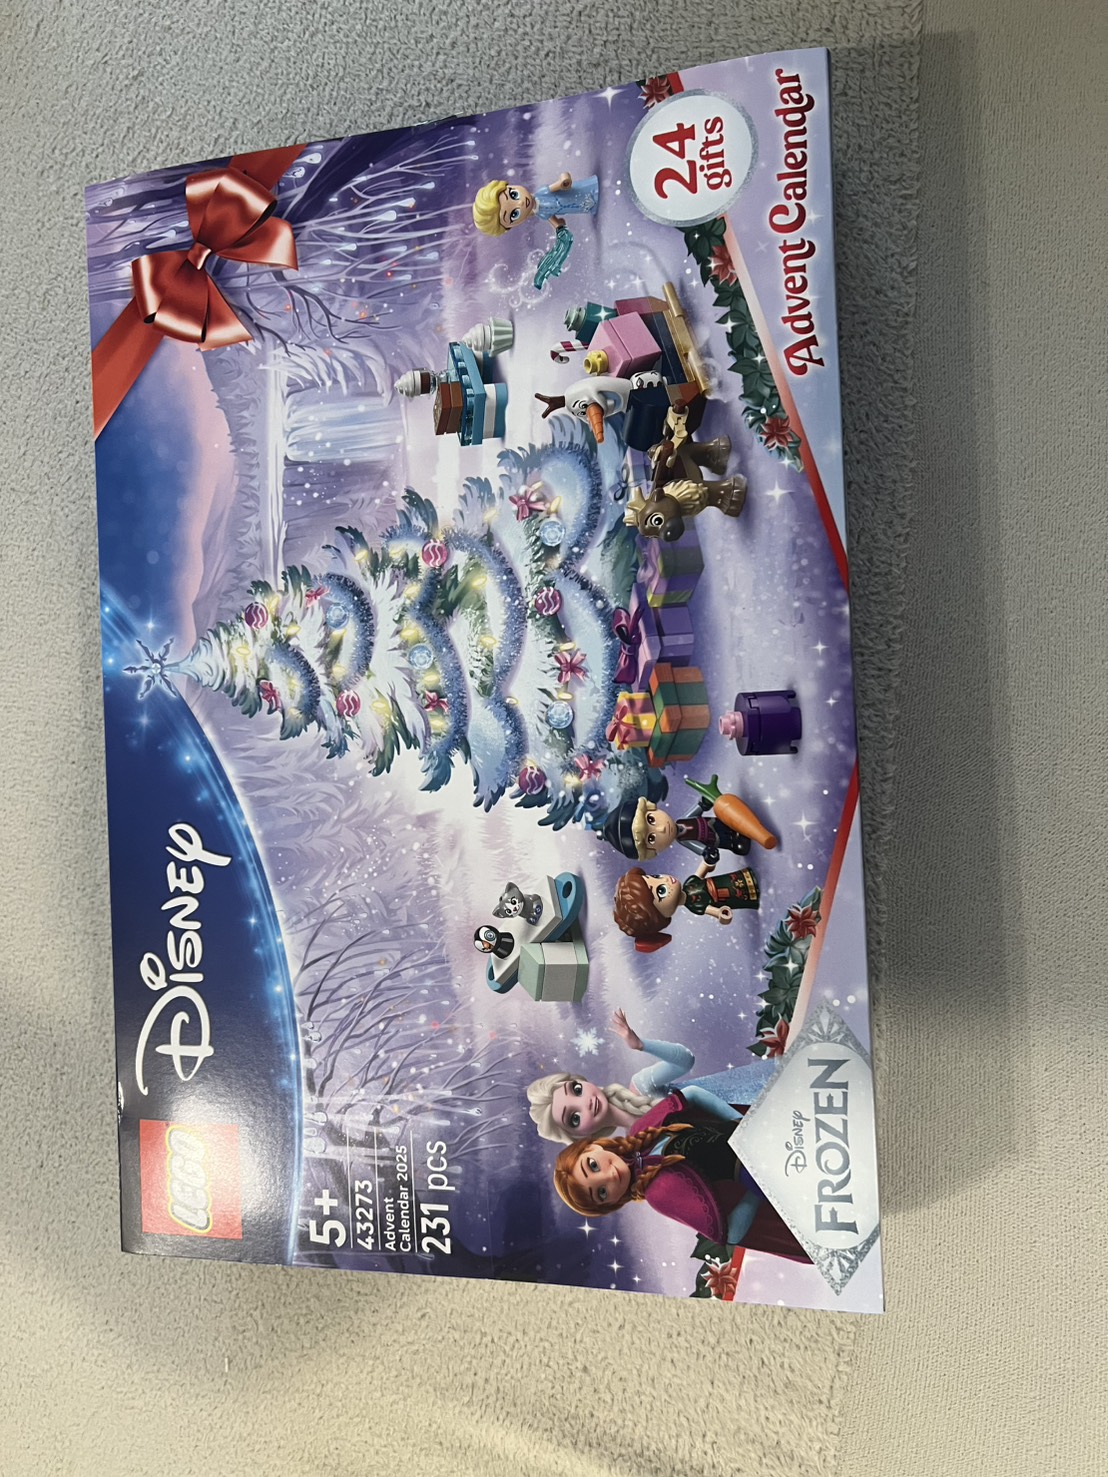 LEGO
Disney
5+
43273
Advent
Calendar 2025
231 pcs
24
gifts
Advent Calendar
Disney
FROZEN